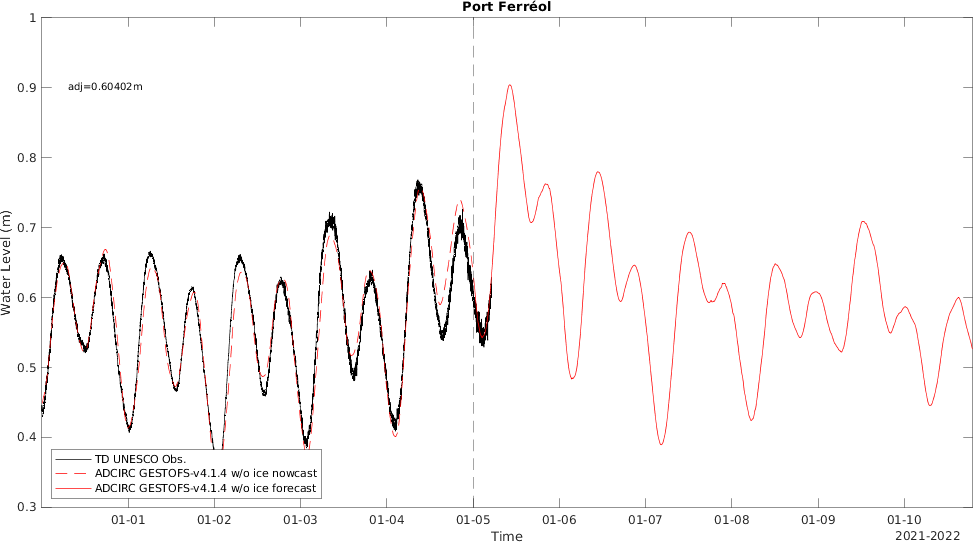 Port Ferréol
1
0.9
0.8
0.7
0.6
0.5
0.4
0.3
Water Level (m)
adj=0.60402m
TD UNESCO Obs.
ADCIRC GESTOFS-v4.1.4 w/o ice nowcast
ADCIRC GESTOFS-v4.1.4 w/o ice forecast
01-01 01-02 01-03 01-04 01-05 01-06 01-07 01-08 01-09 01-10
Time
2021-2022